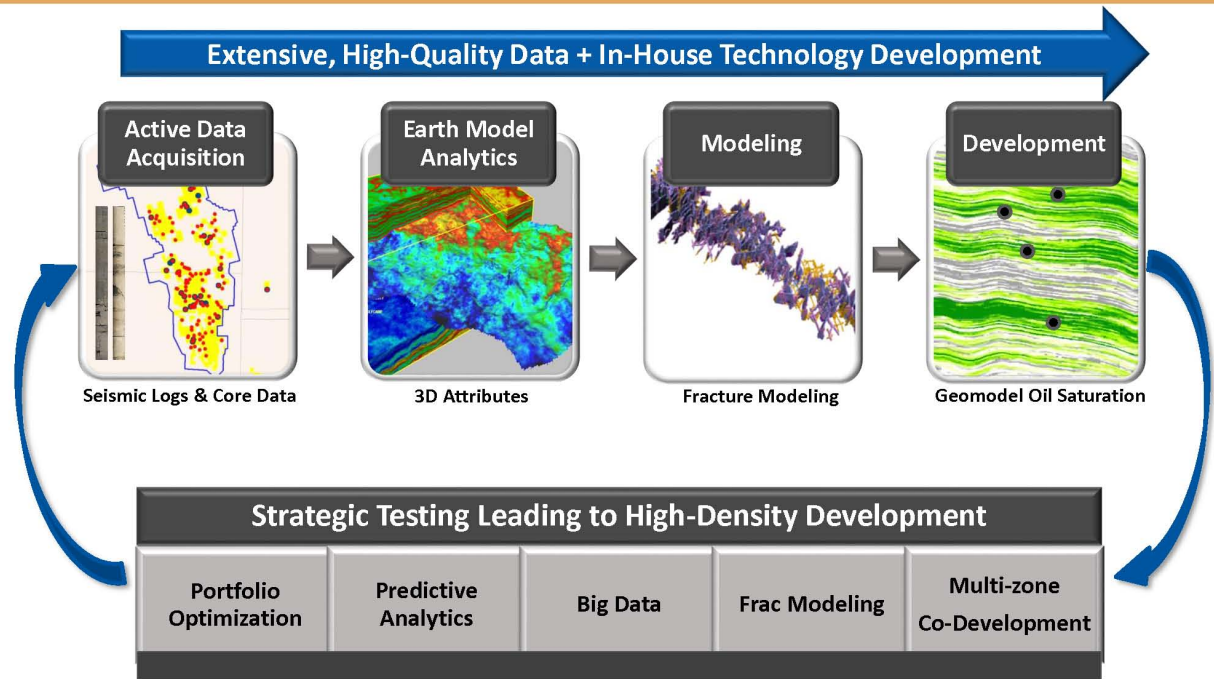 Extensive, High-Quality Data + In-House Technology Development
Active Data
Acquisition
Earth Model
Analytics
Modeling
Development
Seismic Logs & Core Data
3D Attributes
Fracture Modeling
Geomodel Oil Saturation
Strategic Testing Leading to High-Density Development
Portfolio
Optimization
Predictive
Analytics
Big Data
Frac Modeling
Multi-zone
Co-Development